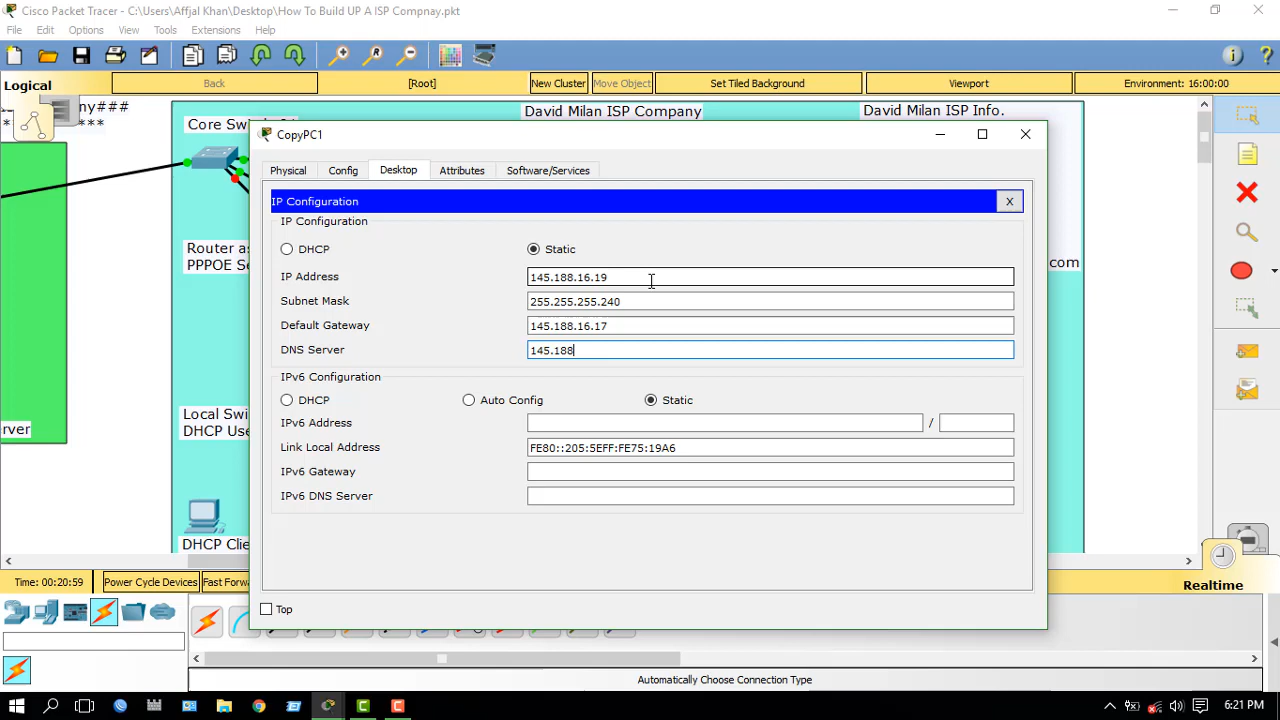 Cisco Packet Tracer - C:\Users\Affjal Khan\Desktop\How To Build UP A ISP Compnay.pkt
File Edit Options View Tools Extensions Help
Logical Back [Root] New Cluster Move Object Set Tiled Background Viewport Environment: 16:00:00
ny###
David Milan ISP Company
David Milan ISP Info.
Core Sw
CopyPC1
Physical Config Desktop Attributes Software/Services
IP Configuration X
IP Configuration
DHCP Static
IP Address 145.188.16.19
Subnet Mask 255.255.255.240
Default Gateway 145.188.16.17
DNS Server 145.188
IPv6 Configuration
DHCP Auto Config Static
IPv6 Address /
Link Local Address FE80::205:5EFF:FE75:19A6
IPv6 Gateway
IPv6 DNS Server
Top
Router as
PPPOE Se
com
Local Swi
DHCP Use
rver
DHCP Clie
Time: 00:20:59 Power Cycle Devices Fast Forw
Realtime
Automatically Choose Connection Type
6:21 PM